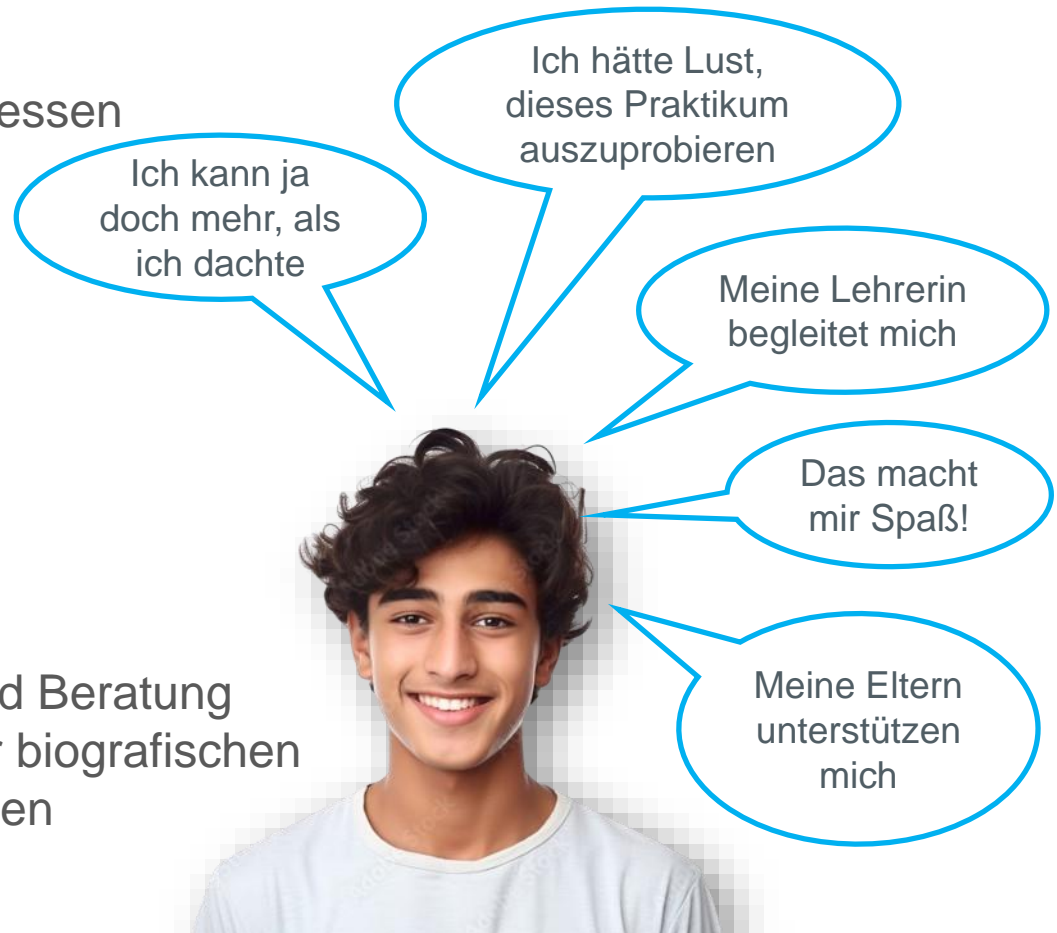 Ich hätte Lust,
dieses Praktikum
auszuprobieren
essen
Ich kann ja
doch mehr, als
ich dachte
Meine Lehrerin
begleitet mich
Das macht
mir Spaß!
Meine Eltern
unterstützen
mich
d Beratung
r biografischen
en